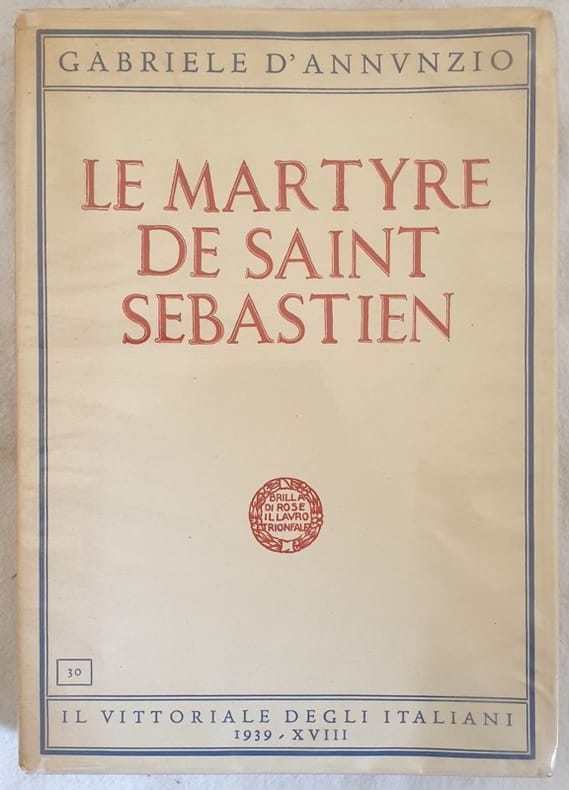 GABRIELE D'ANNVNZIO
LE MARTYRE
DE SAINT
SEBASTIEN
BRILLA
DI ROSE
IL LAVRO
TRIONFALE
30
IL VITTORIALE DEGLI ITALIANI
1939 - XVIII